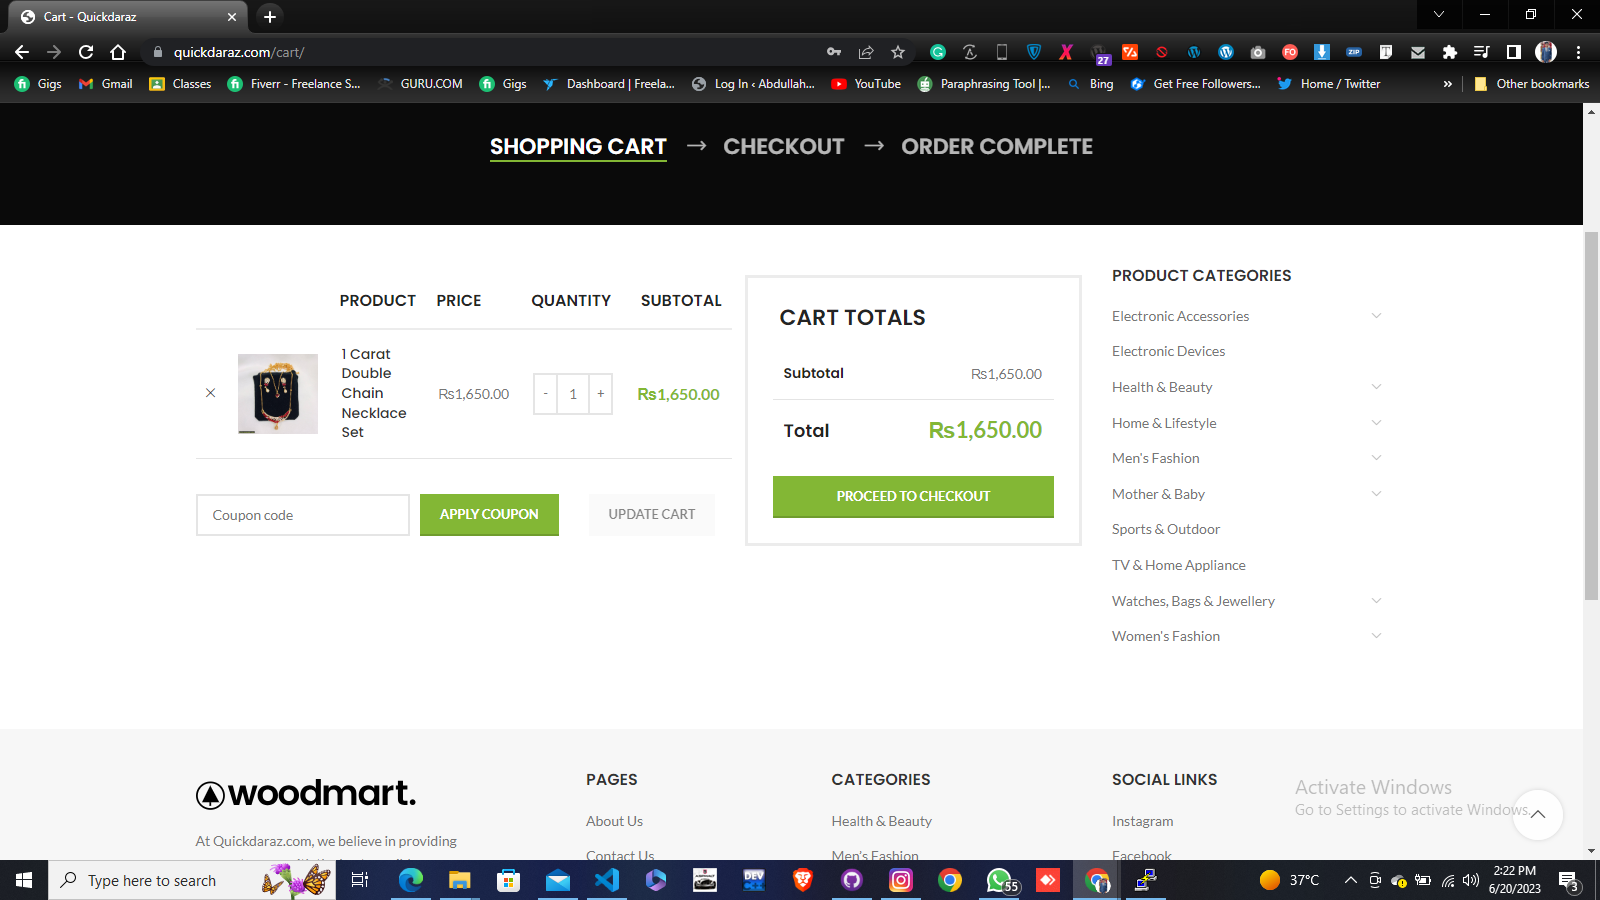 Cart - Quickdaraz
quickdaraz.com/cart/
27
FO
ZIP
Gigs
Gmail
Classes
Fiverr - Freelance S...
GURU.COM
Gigs
Dashboard | Freela...
Log In ‹ Abdullah...
YouTube
Paraphrasing Tool |...
Bing
Get Free Followers...
Home / Twitter
»
Other bookmarks
SHOPPING CART → CHECKOUT → ORDER COMPLETE
PRODUCT PRICE QUANTITY SUBTOTAL
1 Carat
Double
Chain
Necklace
Set
₨1,650.00
- 1 +
₨1,650.00
Coupon code
APPLY COUPON
UPDATE CART
CART TOTALS
Subtotal ₨1,650.00
Total ₨1,650.00
PROCEED TO CHECKOUT
PRODUCT CATEGORIES
Electronic Accessories
Electronic Devices
Health & Beauty
Home & Lifestyle
Men's Fashion
Mother & Baby
Sports & Outdoor
TV & Home Appliance
Watches, Bags & Jewellery
Women's Fashion
woodmart.
At Quickdaraz.com, we believe in providing
PAGES
About Us
Contact Us
CATEGORIES
Health & Beauty
Men's Fashion
SOCIAL LINKS
Instagram
Facebook
Activate Windows
Go to Settings to activate Windows.
Type here to search
DEV
55
37°C
2:22 PM
6/20/2023
3